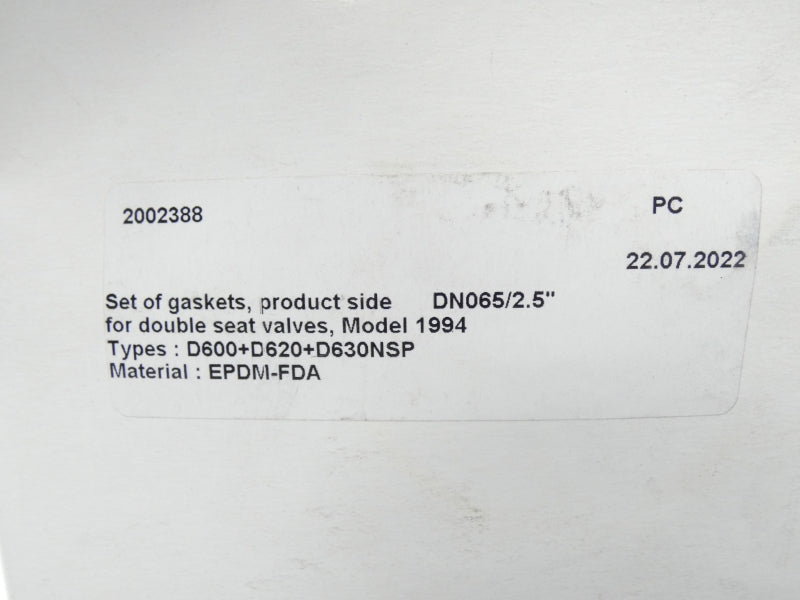 2002388 PC
22.07.2022
Set of gaskets, product side DN065/2.5"
for double seat valves, Model 1994
Types : D600+D620+D630NSP
Material : EPDM-FDA